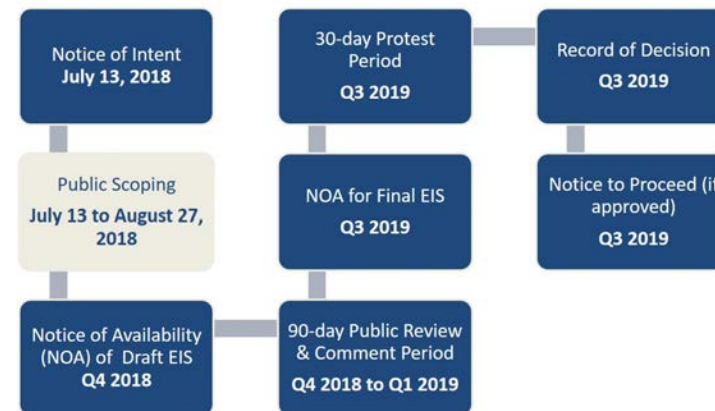 Notice of Intent
July 13, 2018
Public Scoping
July 13 to August 27,
2018
Notice of Availability
(NOA) of Draft EIS
Q4 2018
90-day Public Review
& Comment Period
Q4 2018 to Q1 2019
NOA for Final EIS
Q3 2019
30-day Protest
Period
Q3 2019
Record of Decision
Q3 2019
Notice to Proceed (if
approved)
Q3 2019